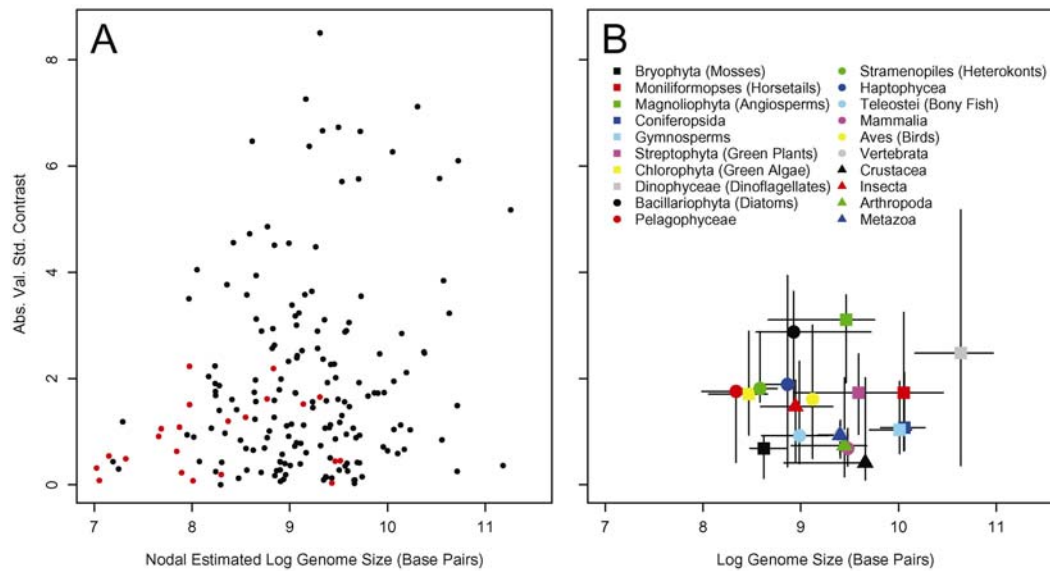 A
B
Abs. Val. Std. Contrast
8
6
4
2
0
7 8 9 10 11
Nodal Estimated Log Genome Size (Base Pairs)
Bryophyta (Mosses)
Moniliformopses (Horsetails)
Magnoliophyta (Angiosperms)
Coniferopsida
Gymnosperms
Streptophyta (Green Plants)
Chlorophyta (Green Algae)
Dinophyceae (Dinoflagellates)
Bacillariophyta (Diatoms)
Pelagophyceae
Stramenopiles (Heterokonts)
Haptophycea
Teleostei (Bony Fish)
Mammalia
Aves (Birds)
Vertebrata
Crustacea
Insecta
Arthropoda
Metazoa
7 8 9 10 11
Log Genome Size (Base Pairs)